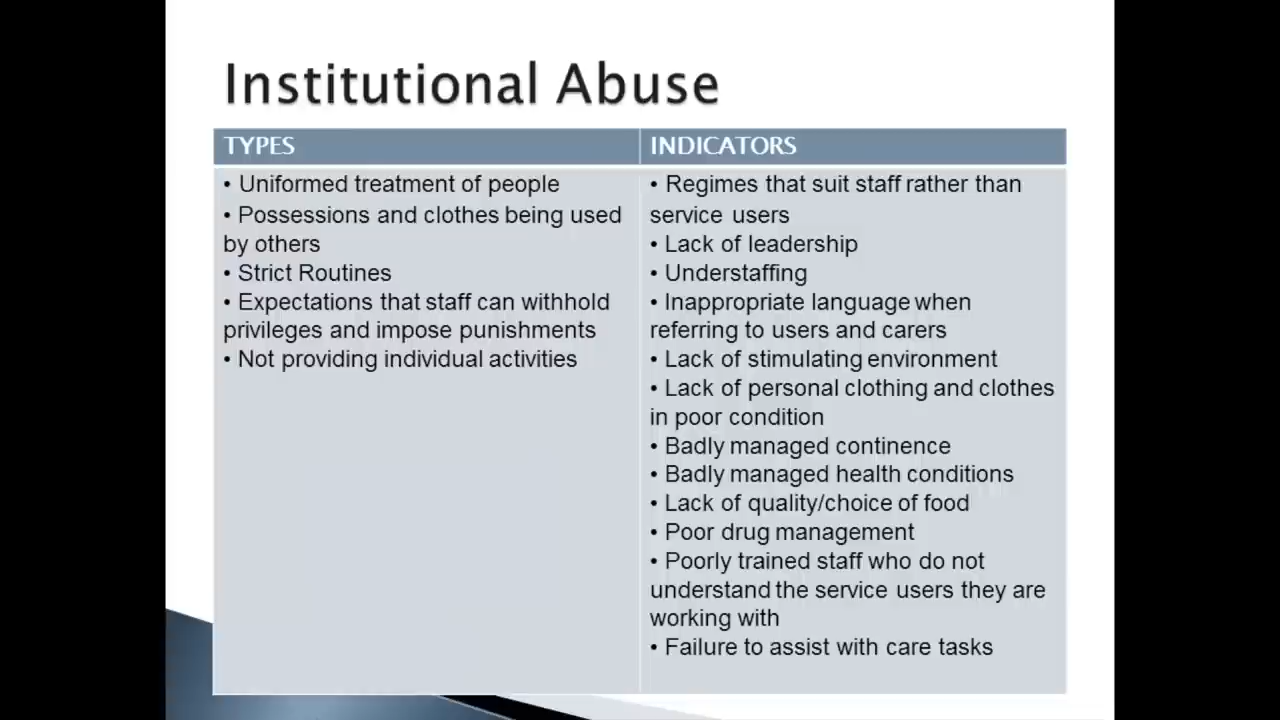 Institutional Abuse
TYPES
• Uniformed treatment of people
• Possessions and clothes being used
by others
• Strict Routines
• Expectations that staff can withhold
privileges and impose punishments
• Not providing individual activities
INDICATORS
• Regimes that suit staff rather than
service users
• Lack of leadership
• Understaffing
• Inappropriate language when
referring to users and carers
• Lack of stimulating environment
• Lack of personal clothing and clothes
in poor condition
• Badly managed continence
• Badly managed health conditions
• Lack of quality/choice of food
• Poor drug management
• Poorly trained staff who do not
understand the service users they are
working with
• Failure to assist with care tasks